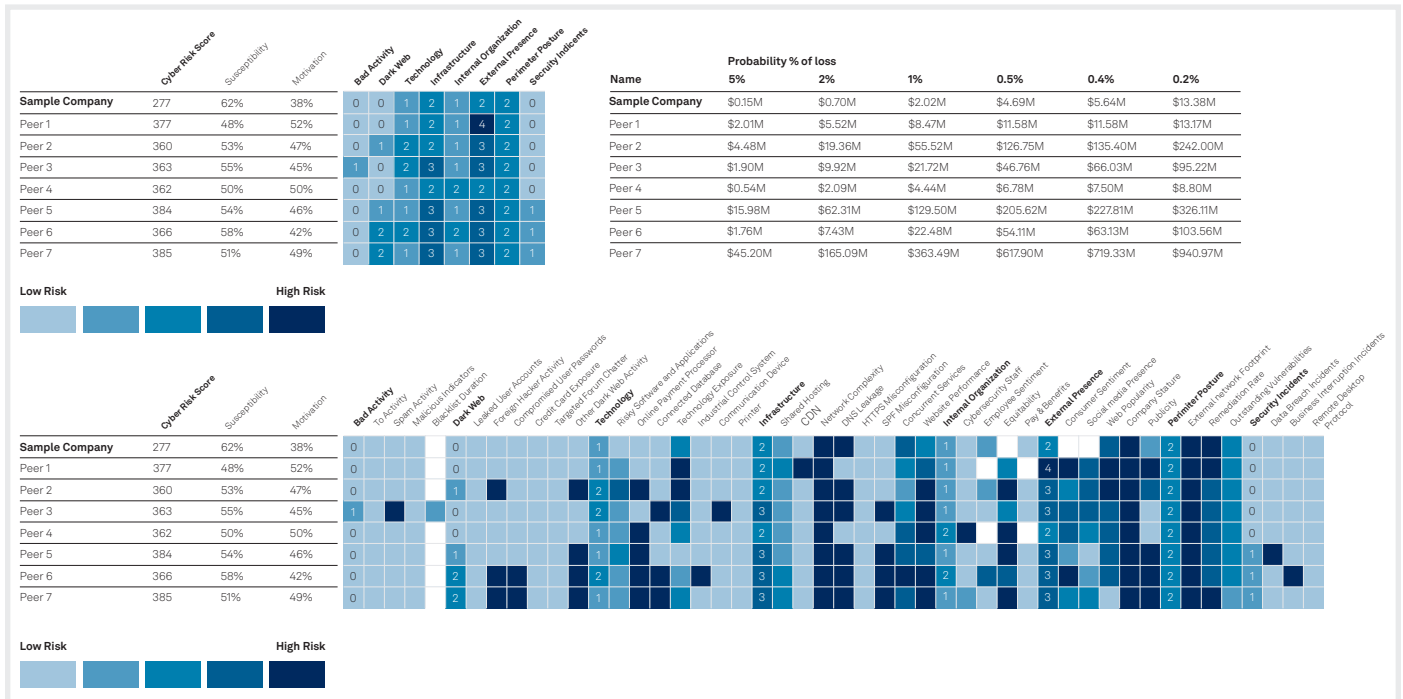 Cyber Risk Score
Susceptibility
Motivation
Bad Activity
Dark Web
Technology
Infrastructure
Internal Organization
External Presence
Perimeter Posture
Secruity Indicents
Sample Company 277 62% 38% 0 0 1 2 1 2 2 0
Peer 1 377 48% 52% 0 0 1 2 1 4 2 0
Peer 2 360 53% 47% 0 1 2 2 1 3 2 0
Peer 3 363 55% 45% 1 0 2 3 1 3 2 0
Peer 4 362 50% 50% 0 0 1 2 2 2 2 0
Peer 5 384 54% 46% 0 1 1 3 1 3 2 1
Peer 6 366 58% 42% 0 2 2 3 2 3 2 1
Peer 7 385 51% 49% 0 2 1 3 1 3 2 1
Low Risk High Risk
Probability % of loss
Name 5% 2% 1% 0.5% 0.4% 0.2%
Sample Company $0.15M $0.70M $2.02M $4.69M $5.64M $13.38M
Peer 1 $2.01M $5.52M $8.47M $11.58M $11.58M $13.17M
Peer 2 $4.48M $19.36M $55.52M $126.75M $135.40M $242.00M
Peer 3 $1.90M $9.92M $21.72M $46.76M $66.03M $95.22M
Peer 4 $0.54M $2.09M $4.44M $6.78M $7.50M $8.80M
Peer 5 $15.98M $62.31M $129.50M $205.62M $227.81M $326.11M
Peer 6 $1.76M $7.43M $22.48M $54.11M $63.13M $103.56M
Peer 7 $45.20M $165.09M $363.49M $617.90M $719.33M $940.97M
Cyber Risk Score
Susceptibility
Motivation
Bad Activity
To Activity
Spam Activity
Malicious Indicators
Blacklist Duration
Dark Web
Leaked User Accounts
Foreign Hacker Activity
Compromised User Passwords
Credit Card Exposure
Targeted Forum Chatter
Other Dark Web Activity
Technology
Risky Software and Applications
Online Payment Processor
Connected Database
Technology Exposure
Industrial Control System
Communication Device
Printer
Infrastructure
Shared Hosting
CDN
Network Complexity
DNS Leakage
HTTPS Misconfiguration
SPF Misconfiguration
Concurrent Services
Website Performance
Internal Organization
Cybersecurity Staff
Employee Sentiment
Equitability
Pay & Benefits
External Presence
Consumer Sentiment
Social media Presence
Web Popularity
Company Stature
Publicity
Perimiter Posture
External network Footprint
Remediation Rate
Outstanding Vulnerabilities
Security Incidents
Data Breach Incidents
Business Interruption Incidents
Remote Desktop
Protocol
Sample Company 277 62% 38% 0 0 1 2 1 2 2 0
Peer 1 377 48% 52% 0 0 1 2 1 4 2 0
Peer 2 360 53% 47% 0 1 2 2 1 3 2 0
Peer 3 363 55% 45% 1 0 2 3 1 3 2 0
Peer 4 362 50% 50% 0 0 1 2 2 2 2 0
Peer 5 384 54% 46% 0 1 1 3 1 3 2 1
Peer 6 366 58% 42% 0 2 2 3 2 3 2 1
Peer 7 385 51% 49% 0 2 1 3 1 3 2 1
Low Risk High Risk